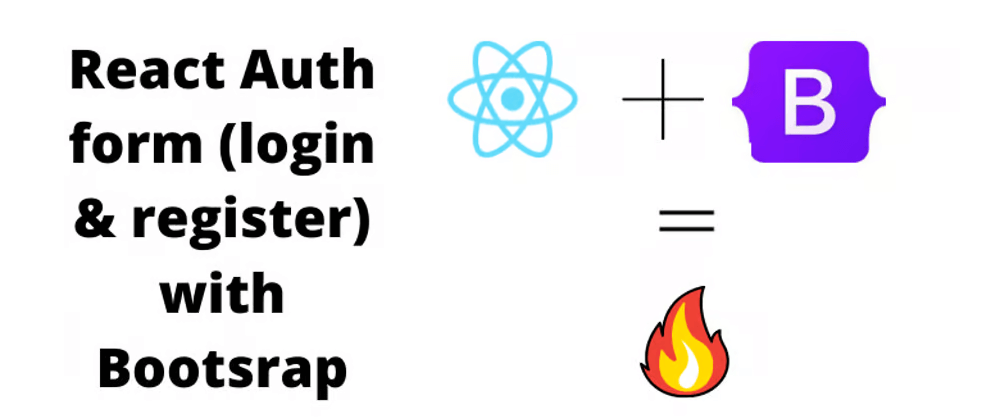 React Auth
form (login
& register)
with
Bootsrap
B